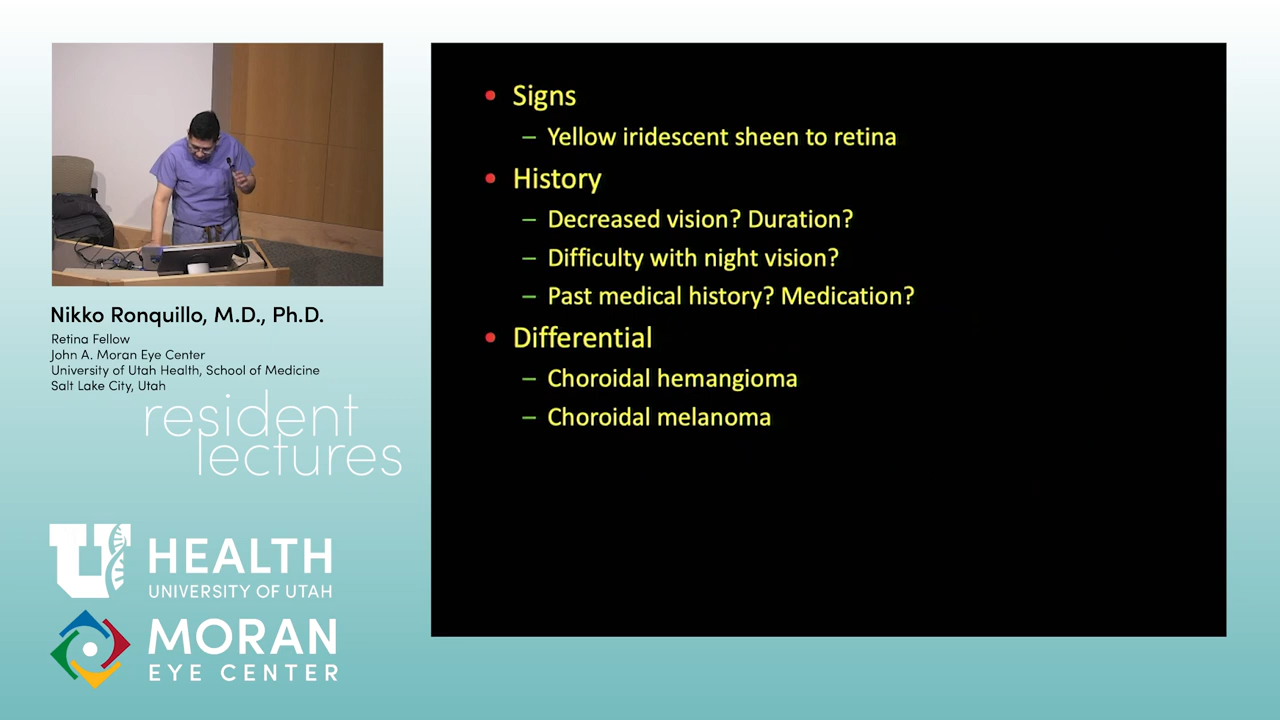 • Signs
– Yellow iridescent sheen to retina
• History
– Decreased vision? Duration?
– Difficulty with night vision?
– Past medical history? Medication?
• Differential
– Choroidal hemangioma
– Choroidal melanoma
Nikko Ronquillo, M.D., Ph.D.
Retina Fellow
John A. Moran Eye Center
University of Utah Health, School of Medicine
Salt Lake City, Utah
resident
lectures
U HEALTH
UNIVERSITY OF UTAH
MORAN
EYE CENTER